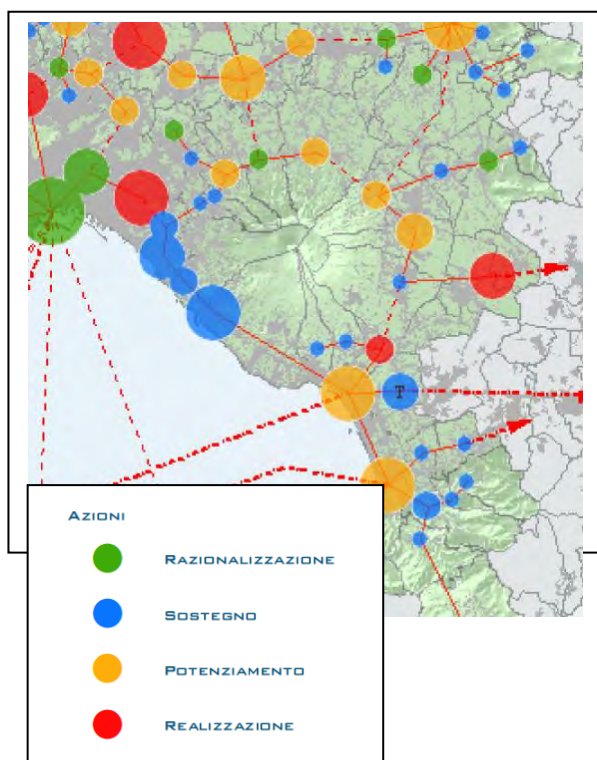 T
AZIONI
RAZIONALIZZAZIONE
SOSTEGNO
POTENZIAMENTO
REALIZZAZIONE